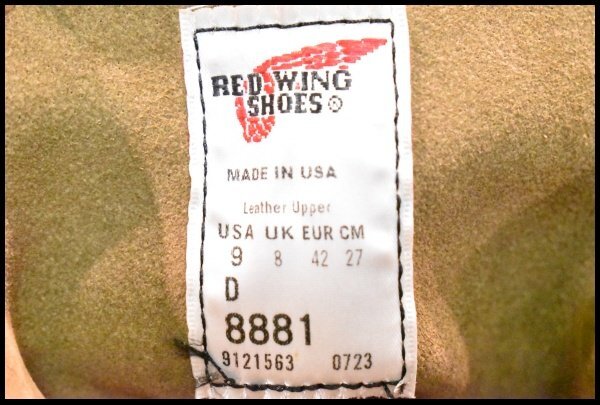 RED WING
SHOES ®
MADE IN USA
Leather Upper
USA UK EUR CM
9 8 42 27
D
8881
9121563 0723